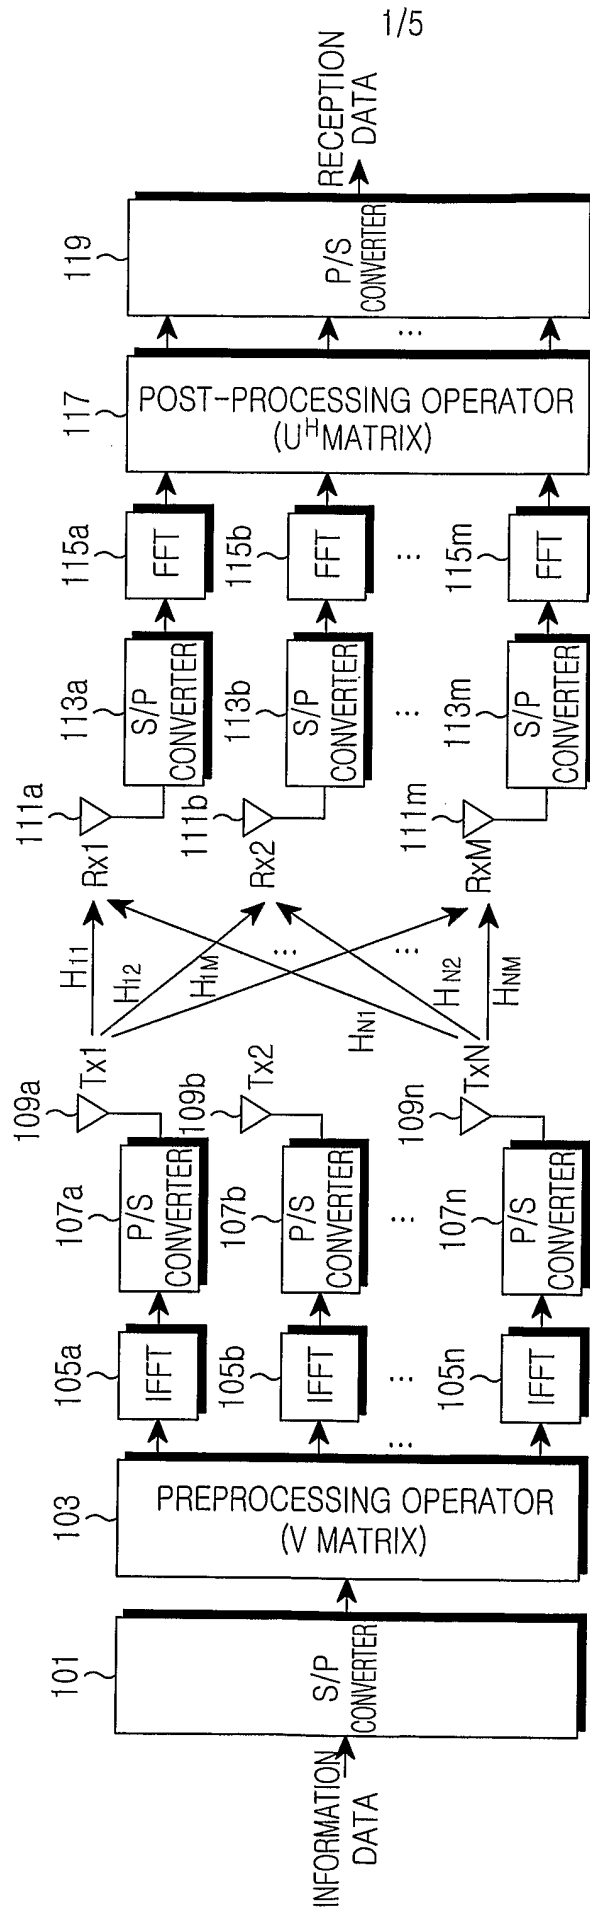 1/5
INFORMATION
DATA
101
S/P
CONVERTER
103
PREPROCESSING OPERATOR
(V MATRIX)
105a
IFFT
105b
IFFT
...
105n
IFFT
...
107a
P/S
CONVERTER
107b
P/S
CONVERTER
...
107n
P/S
CONVERTER
109a
Tx1
109b
Tx2
109n
TxN
H11
H12
H1M
...
HN1
...
HN2
HNM
111a
Rx1
111b
Rx2
111m
RxM
113a
S/P
CONVERTER
113b
S/P
CONVERTER
...
113m
S/P
CONVERTER
115a
FFT
115b
FFT
...
115m
FFT
117
POST-PROCESSING OPERATOR
(U^H MATRIX)
...
119
P/S
CONVERTER
RECEPTION
DATA